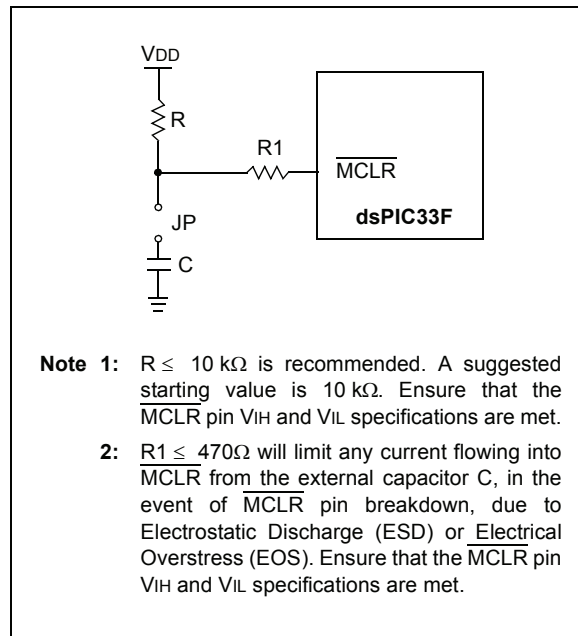 VDD
R
R1
MCLR
dsPIC33F
JP
C
Note 1: R ≤ 10 kΩ is recommended. A suggested
starting value is 10 kΩ. Ensure that the
MCLR pin VIH and VIL specifications are met.
2: R1 ≤ 470Ω will limit any current flowing into
MCLR from the external capacitor C, in the
event of MCLR pin breakdown, due to
Electrostatic Discharge (ESD) or Electrical
Overstress (EOS). Ensure that the MCLR pin
VIH and VIL specifications are met.